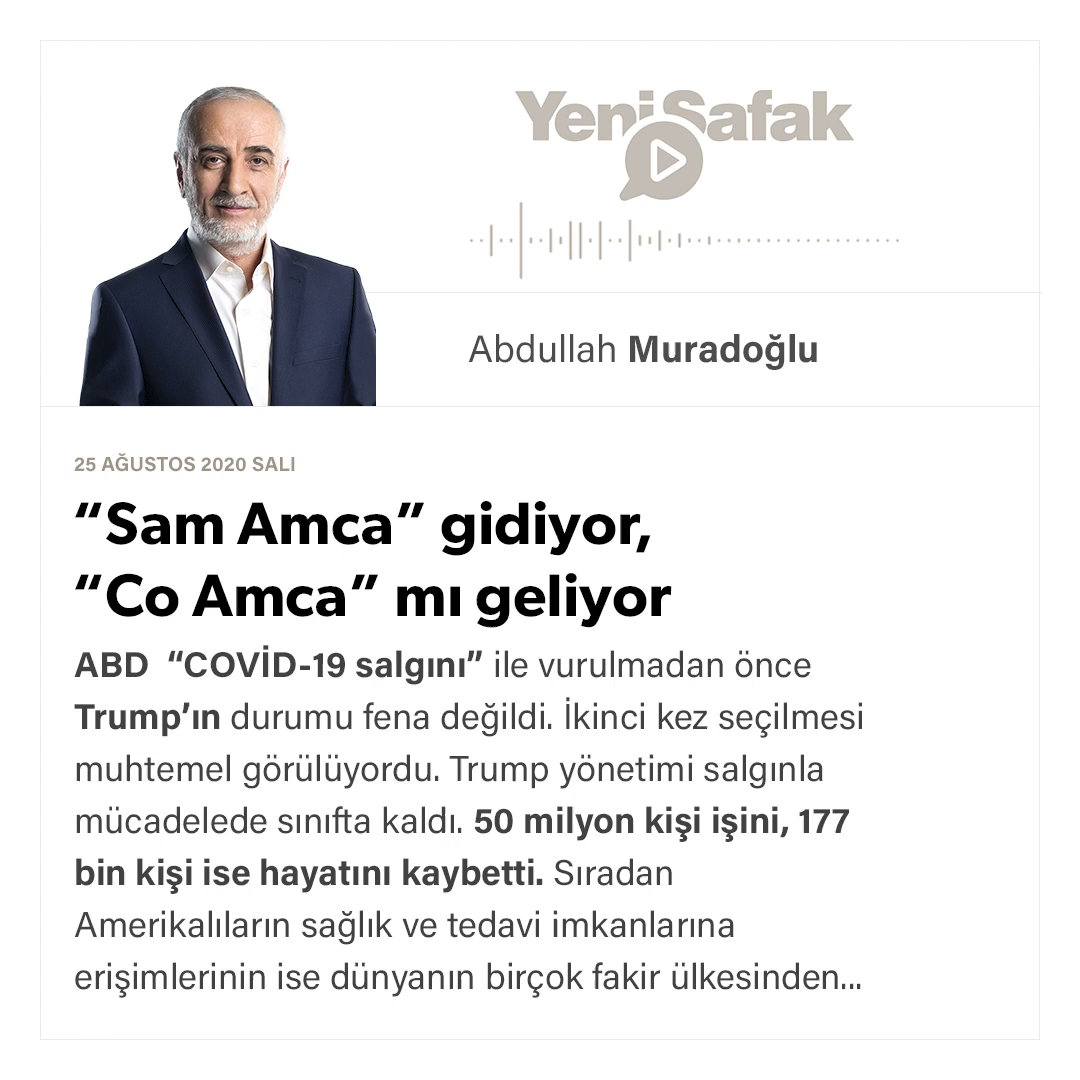 YeniŞafak
Abdullah Muradoğlu
25 AĞUSTOS 2020 SALI
“Sam Amca” gidiyor,
“Co Amca” mı geliyor
ABD “COVİD-19 salgını” ile vurulmadan önce
Trump’ın durumu fena değildi. İkinci kez seçilmesi
muhtemel görülüyordu. Trump yönetimi salgınla
mücadelede sınıfta kaldı. 50 milyon kişi işini, 177
bin kişi ise hayatını kaybetti. Sıradan
Amerikalıların sağlık ve tedavi imkanlarına
erişimlerinin ise dünyanın birçok fakir ülkesinden...